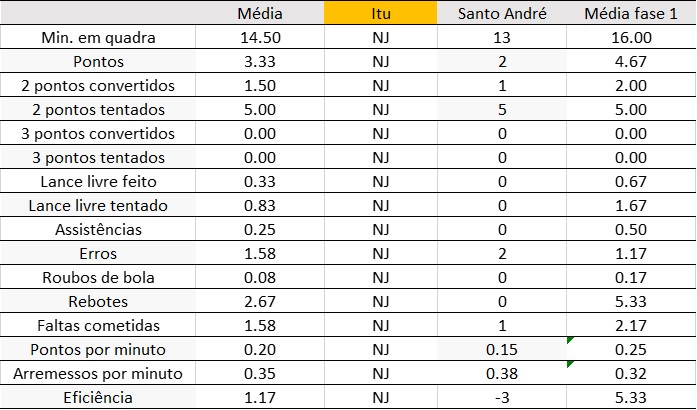 Média Itu Santo André Média fase 1
Min. em quadra 14.50 NJ 13 16.00
Pontos 3.33 NJ 2 4.67
2 pontos convertidos 1.50 NJ 1 2.00
2 pontos tentados 5.00 NJ 5 5.00
3 pontos convertidos 0.00 NJ 0 0.00
3 pontos tentados 0.00 NJ 0 0.00
Lance livre feito 0.33 NJ 0 0.67
Lance livre tentado 0.83 NJ 0 1.67
Assistências 0.25 NJ 0 0.50
Erros 1.58 NJ 2 1.17
Roubos de bola 0.08 NJ 0 0.17
Rebotes 2.67 NJ 0 5.33
Faltas cometidas 1.58 NJ 1 2.17
Pontos por minuto 0.20 NJ 0.15 0.25
Arremessos por minuto 0.35 NJ 0.38 0.32
Eficiência 1.17 NJ -3 5.33